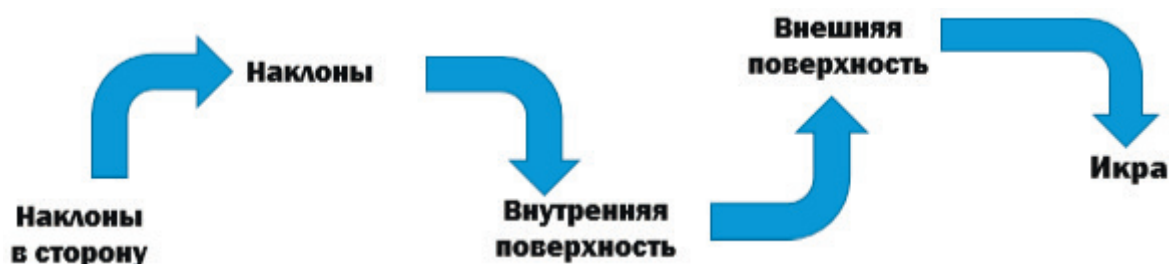 Наклоны
в сторону
Наклоны
Внутренняя
поверхность
Внешняя
поверхность
Икра